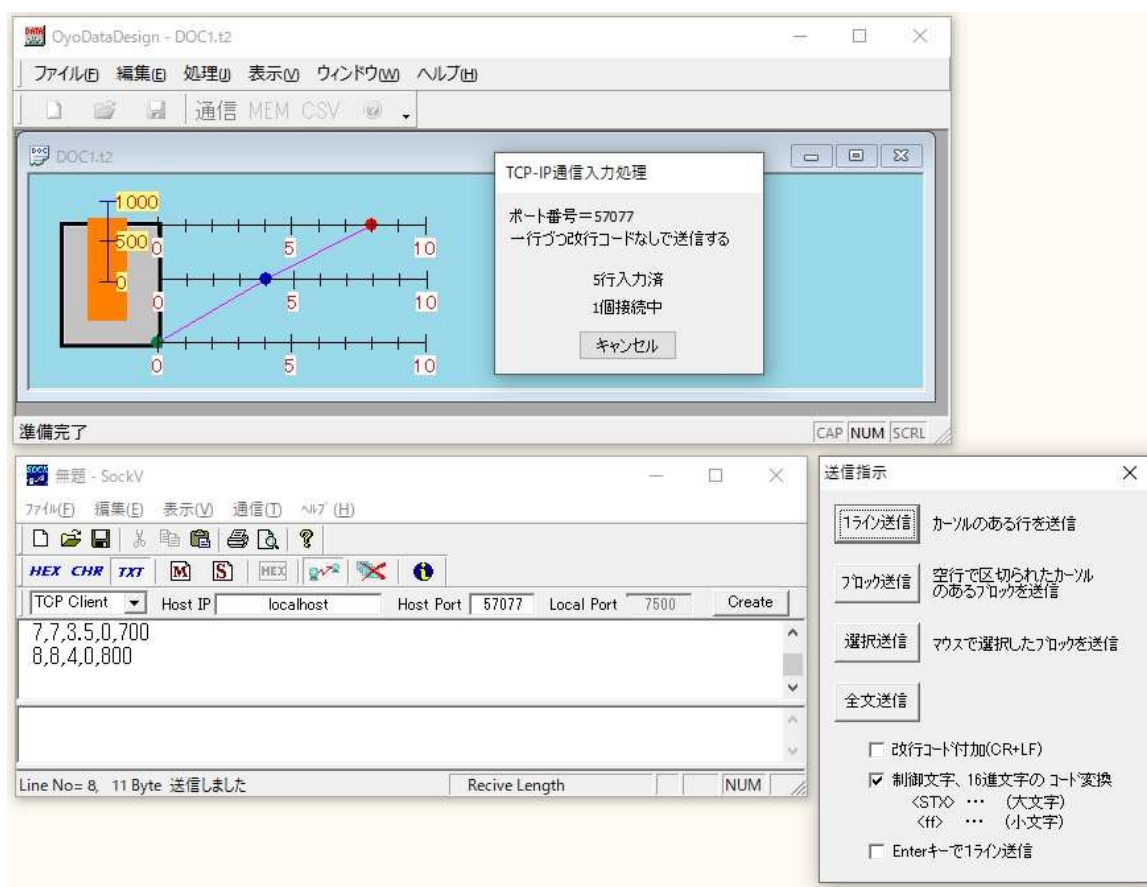 OyoDataDesign - DOC1.t2
ファイル(F) 編集(E) 処理(J) 表示(V) ウィンドウ(W) ヘルプ(H)
通信 MEM CSV
DOC1.t2
1000
500
0
0 5 10
0 5 10
0 5 10
TCP-IP通信入力処理
ポート番号=57077
一行づつ改行コードなしで送信する
5行入力済
1個接続中
キャンセル
準備完了
CAP NUM SCRL
無題 - SockV
ファイル(F) 編集(E) 表示(V) 通信(T) ヘルプ(H)
HEX CHR TXT M S HEX
TCP Client Host IP localhost Host Port 57077 Local Port 7500 Create
7,7,3.5,0,700
8,8,4,0,800
Line No= 8, 11 Byte 送信しました Recive Length NUM
送信指示
1ライン送信 カーソルのある行を送信
ブロック送信 空行で区切られたカーソル
のあるブロックを送信
選択送信 マウスで選択したブロックを送信
全文送信
改行コード付加(CR+LF)
制御文字、16進文字の コード変換
<STX> … (大文字)
<ff> … (小文字)
Enterキーで1ライン送信